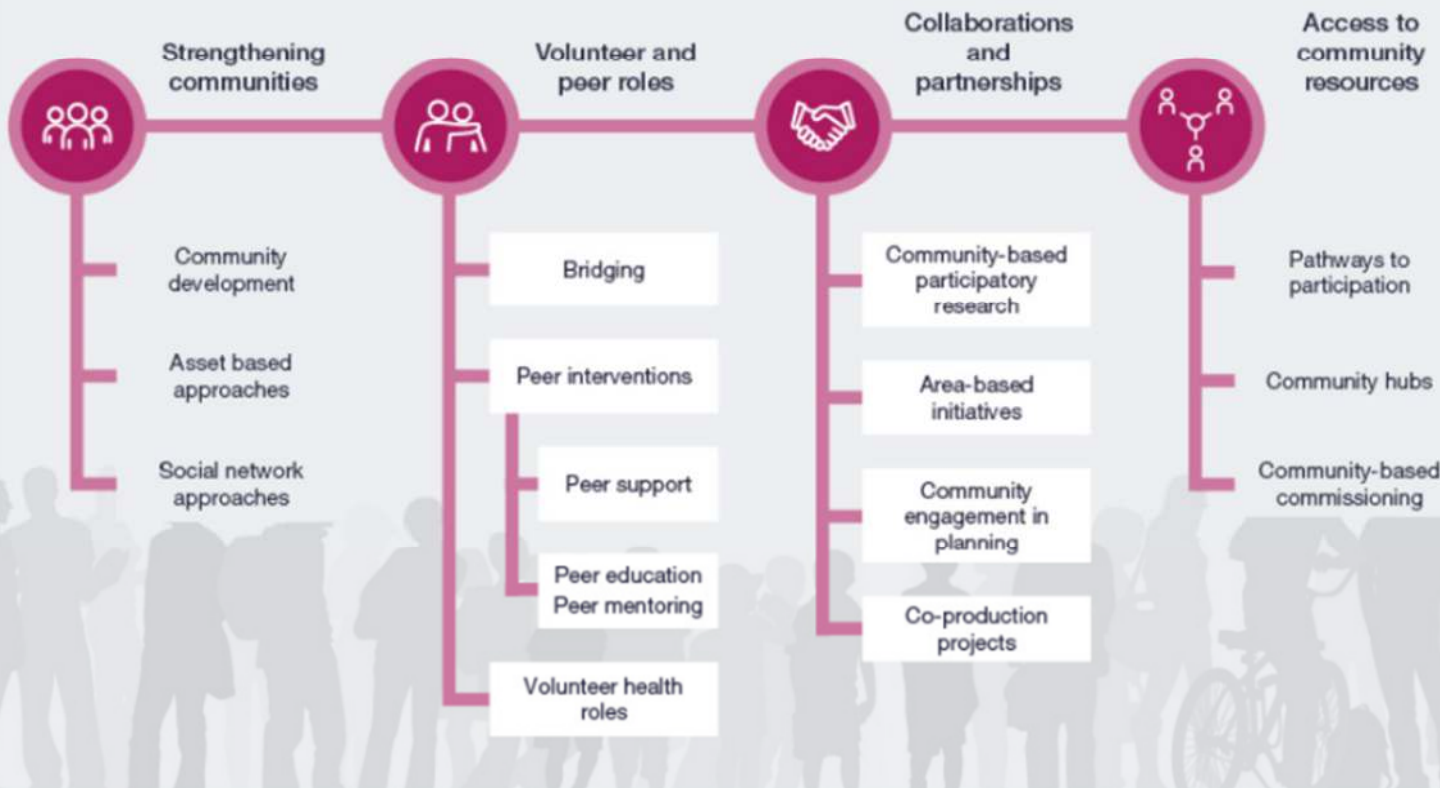 Strengthening
communities
Community
development
Asset based
approaches
Social network
approaches
Volunteer and
peer roles
Bridging
Peer interventions
Peer support
Peer education
Peer mentoring
Volunteer health
roles
Collaborations
and
partnerships
Community-based
participatory
research
Area-based
initiatives
Community
engagement in
planning
Co-production
projects
Access to
community
resources
Pathways to
participation
Community hubs
Community-based
commissioning